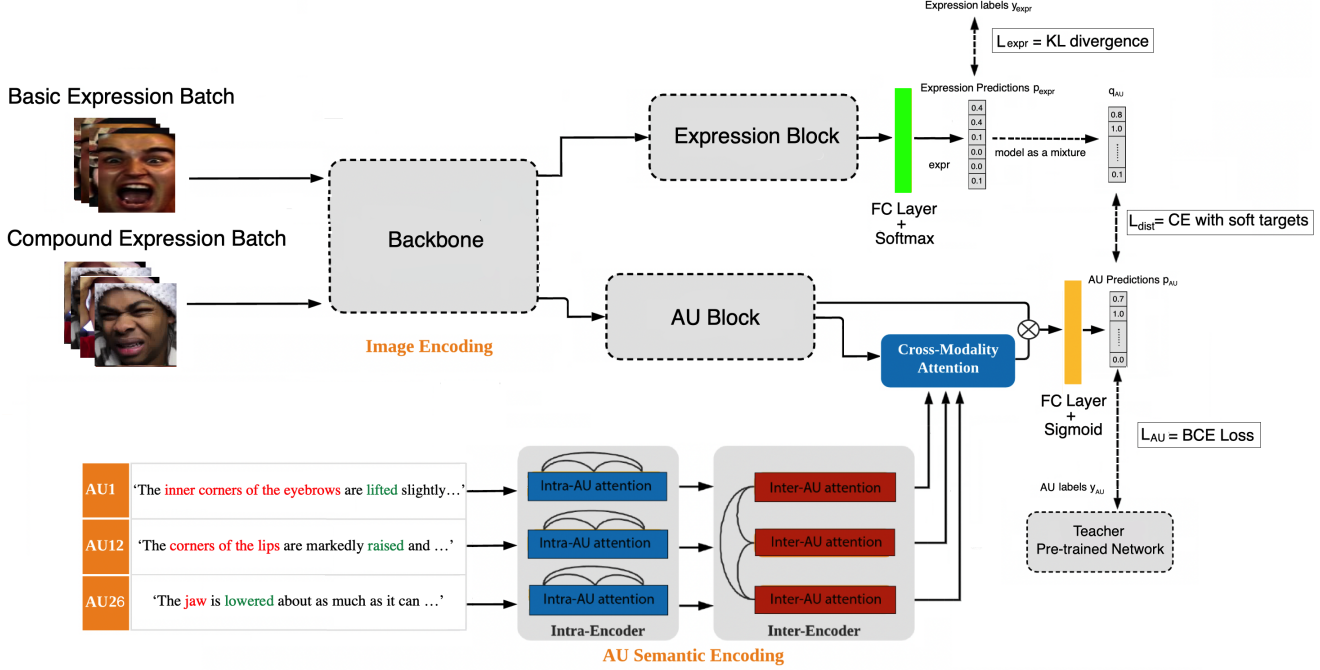 Expression labels y_expr
L_expr = KL divergence
Basic Expression Batch
Expression Predictions p_expr
q_AU
0.4
0.4
0.1
0.0
0.0
0.1
0.8
1.0
......
0.1
Expression Block
expr
model as a mixture
FC Layer
+
Softmax
Compound Expression Batch
Backbone
L_dist= CE with soft targets
AU Predictions p_AU
0.7
1.0
......
0.0
AU Block
Image Encoding
Cross-Modality
Attention
FC Layer
+
Sigmoid
L_AU = BCE Loss
AU1
'The inner corners of the eyebrows are lifted slightly…'
Intra-AU attention
Inter-AU attention
AU labels y_AU
AU12
'The corners of the lips are markedly raised and …'
Intra-AU attention
Inter-AU attention
Teacher
Pre-trained Network
AU26
'The jaw is lowered about as much as it can …'
Intra-AU attention
Inter-AU attention
Intra-Encoder
Inter-Encoder
AU Semantic Encoding